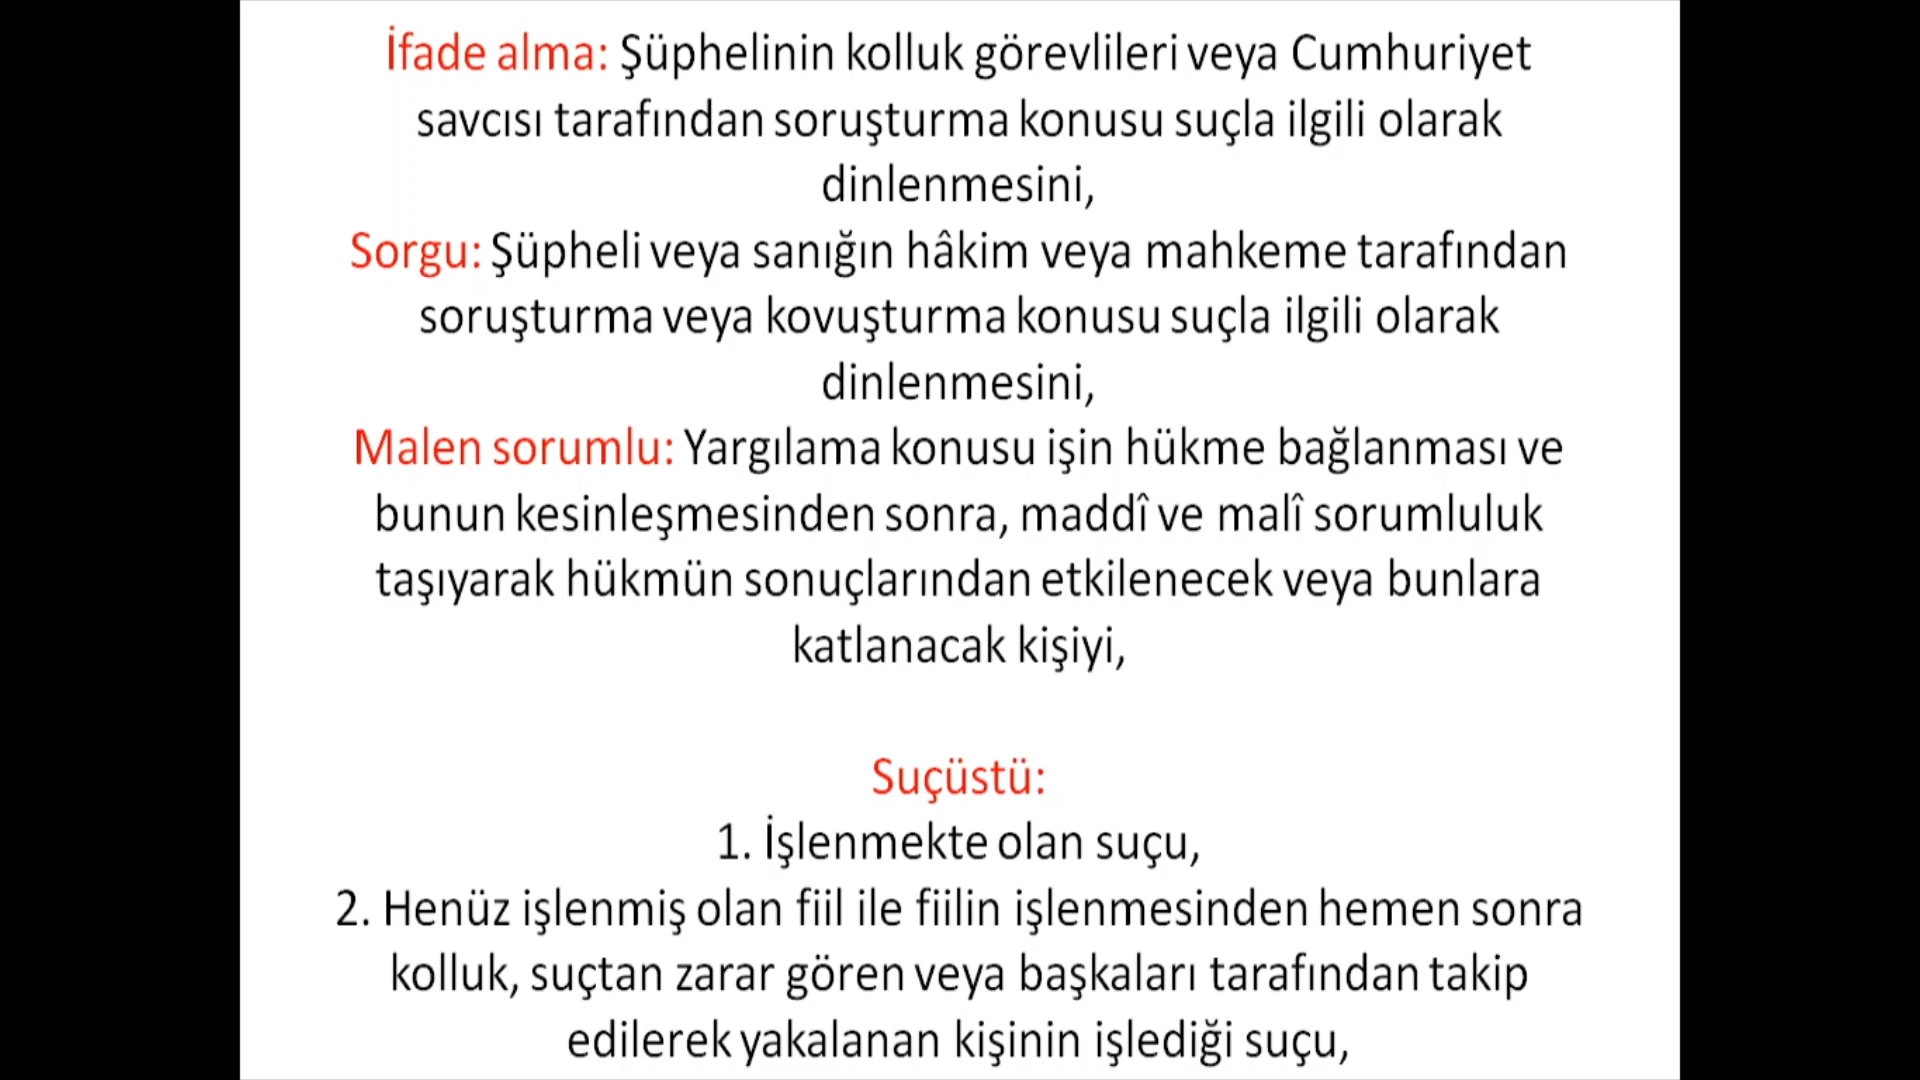 İfade alma: Şüphelinin kolluk görevlileri veya Cumhuriyet
savcısı tarafından soruşturma konusu suçla ilgili olarak
dinlenmesini,
Sorgu: Şüpheli veya sanığın hâkim veya mahkeme tarafından
soruşturma veya kovuşturma konusu suçla ilgili olarak
dinlenmesini,
Malen sorumlu: Yargılama konusu işin hükme bağlanması ve
bunun kesinleşmesinden sonra, maddî ve malî sorumluluk
taşıyarak hükmün sonuçlarından etkilenecek veya bunlara
katlanacak kişiyi,
Suçüstü:
1. İşlenmekte olan suçu,
2. Henüz işlenmiş olan fiil ile fiilin işlenmesinden hemen sonra
kolluk, suçtan zarar gören veya başkaları tarafından takip
edilerek yakalanan kişinin işlediği suçu,